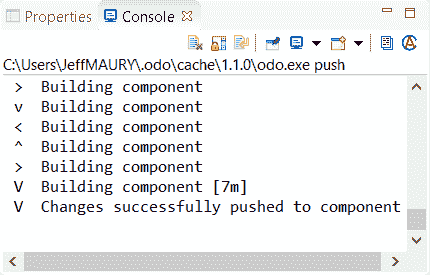 Properties Console
C:\Users\JeffMAURY\.odo\cache\1.1.0\odo.exe push
> Building component
v Building component
< Building component
^ Building component
> Building component
V Building component [7m]
V Changes successfully pushed to component